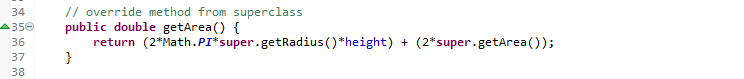 34 // override method from superclass
35 public double getArea() {
36 return (2*Math.PI*super.getRadius()*height) + (2*super.getArea());
37 }
38